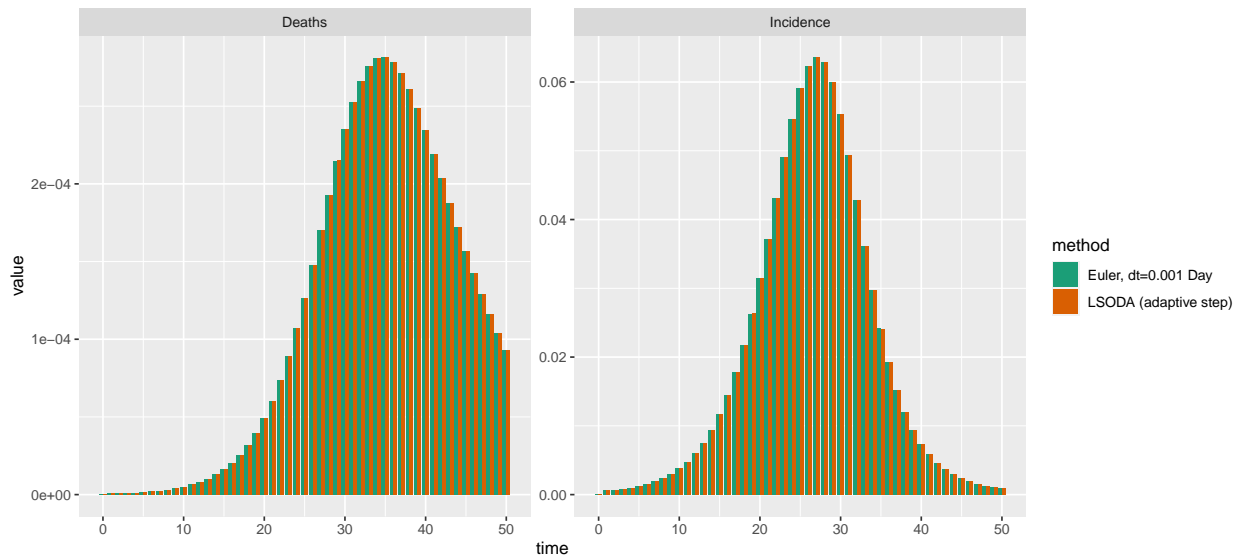 Deaths
Incidence
value
2e−04
1e−04
0e+00
0.06
0.04
0.02
0.00
0 10 20 30 40 50
0 10 20 30 40 50
time
method
Euler, dt=0.001 Day
LSODA (adaptive step)